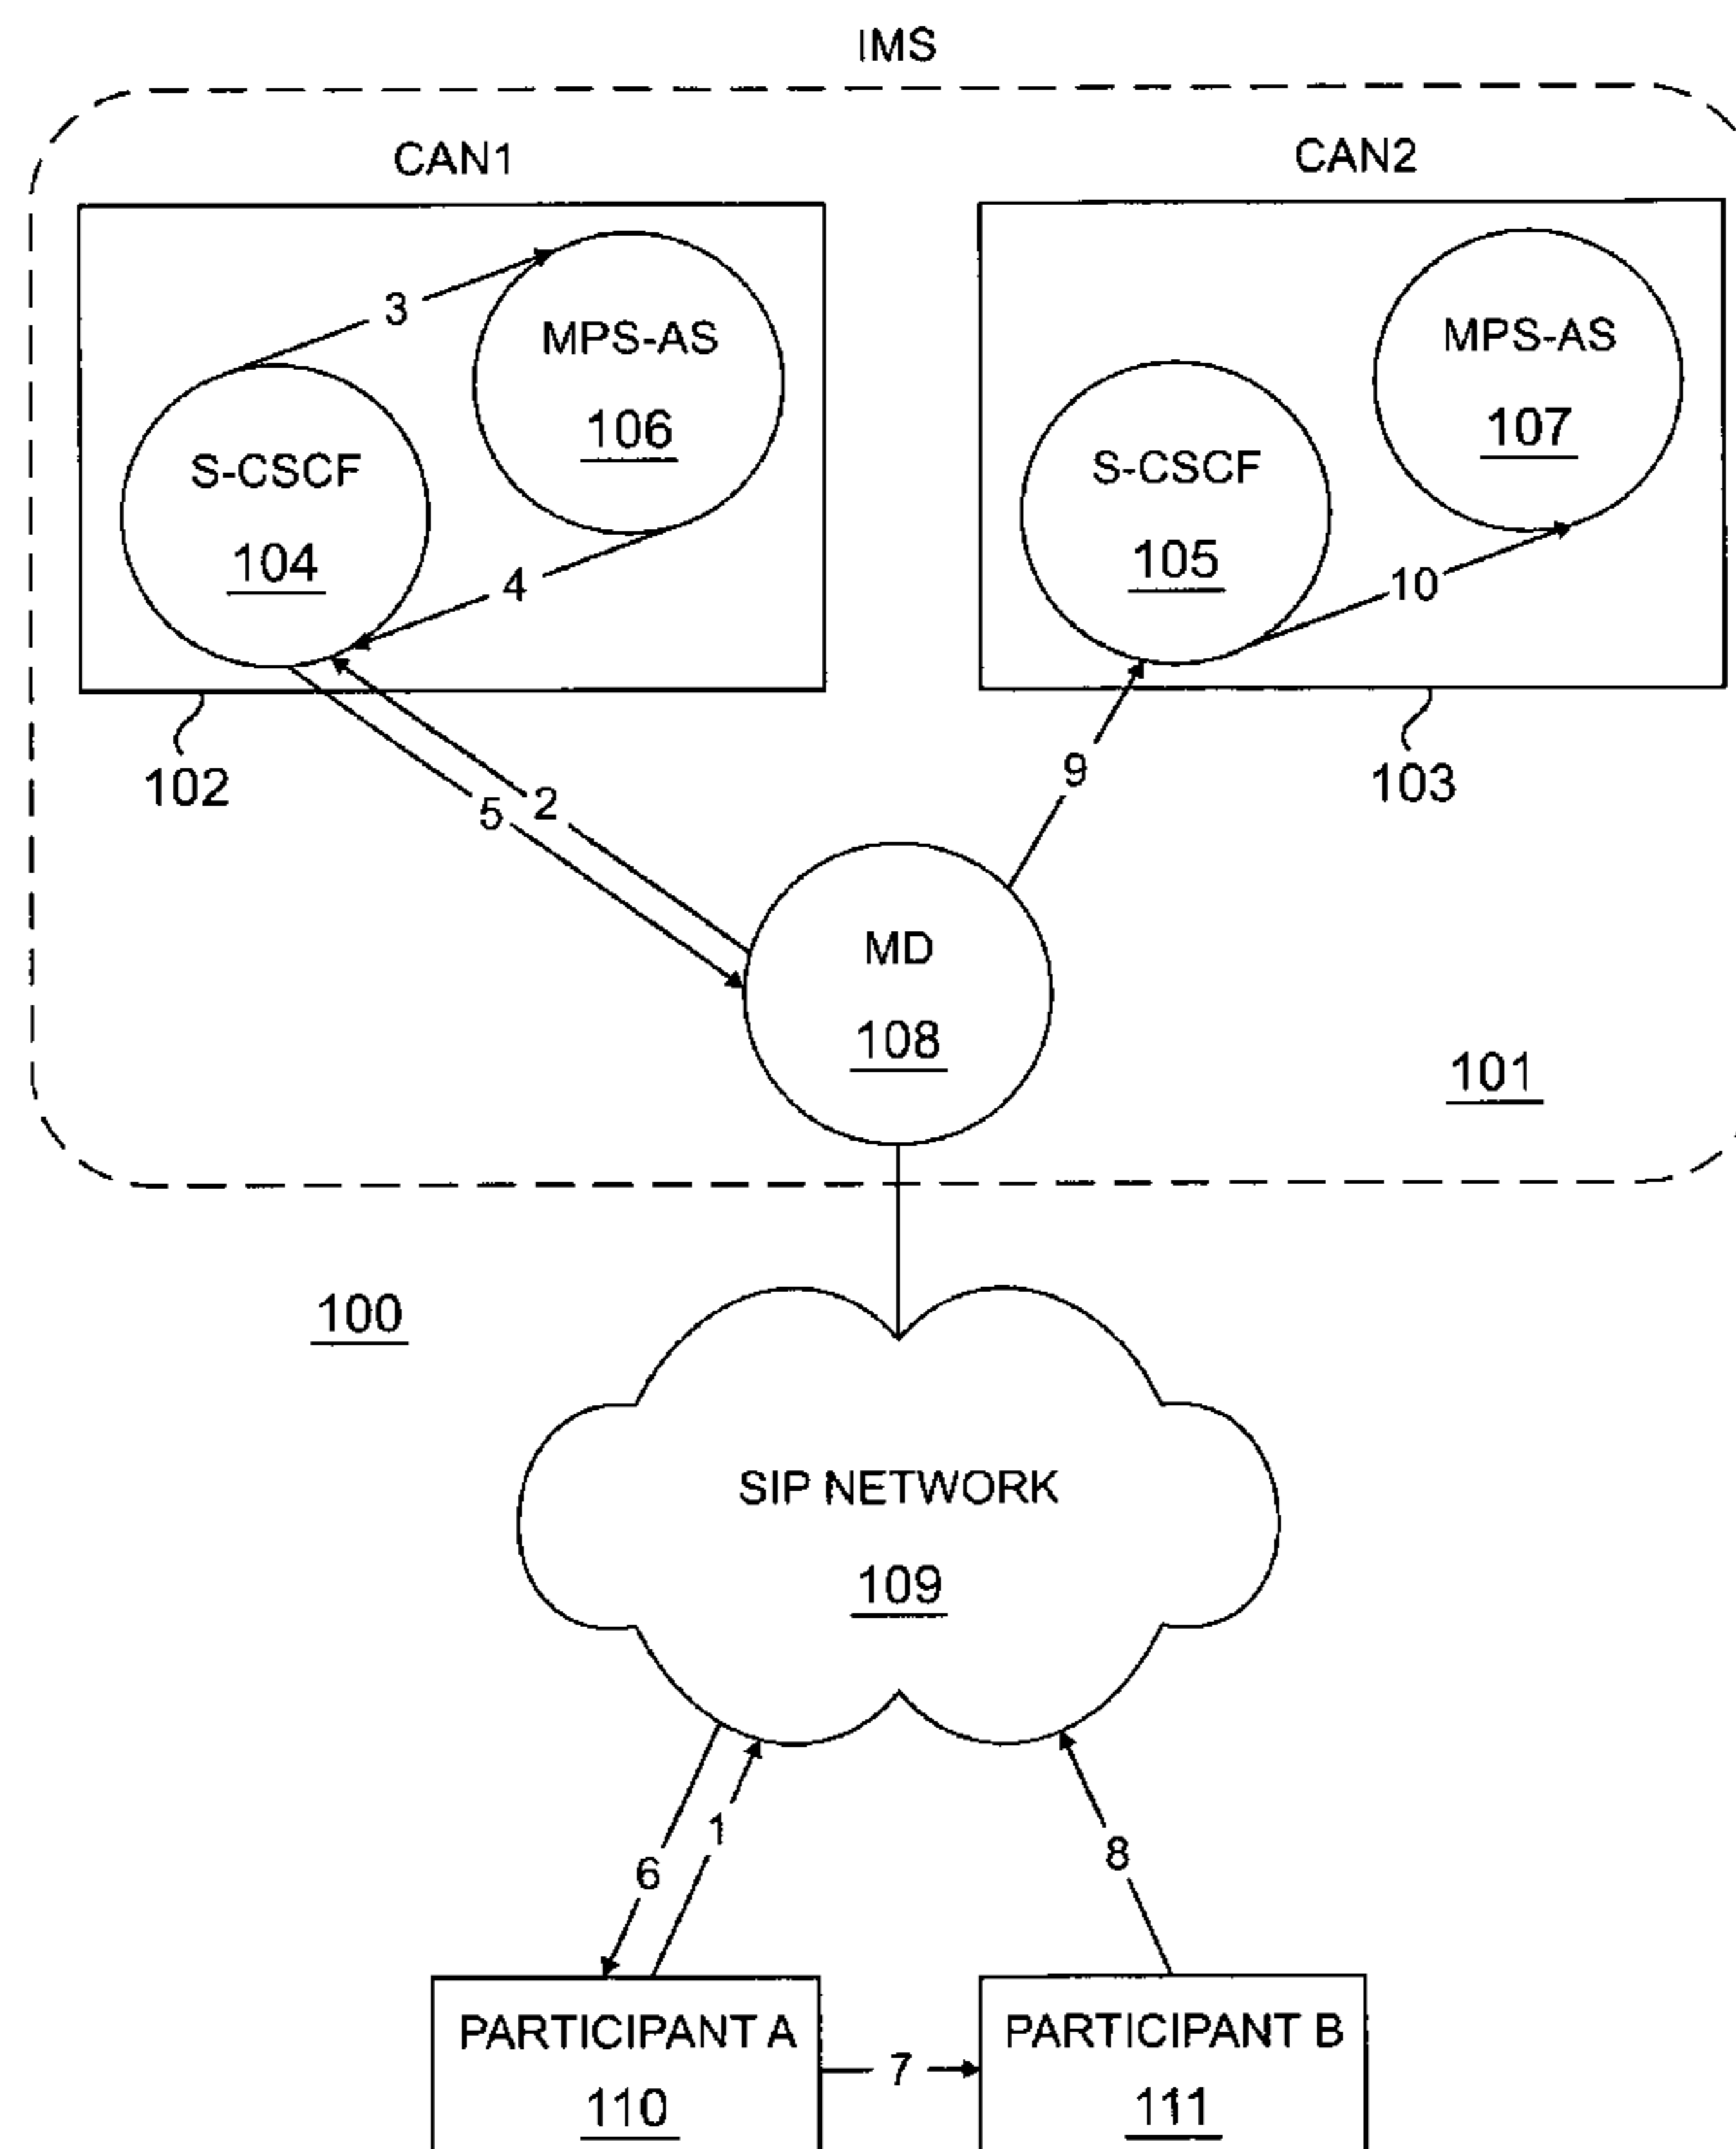 IMS
CAN1
CAN2
3
MPS-AS
106
S-CSCF
104
4
MPS-AS
107
S-CSCF
105
10
102
103
5
2
9
MD
108
101
100
SIP NETWORK
109
6
1
8
PARTICIPANT A
110
7
PARTICIPANT B
111